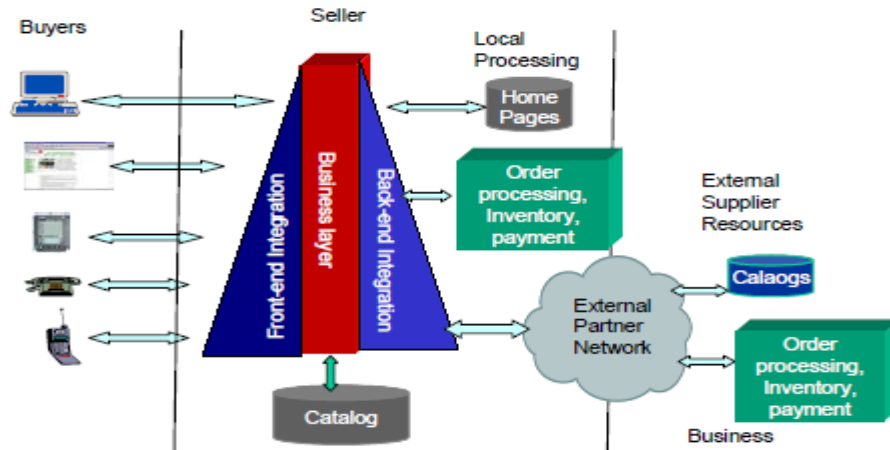 Seller
Buyers
Local
Processing
Home
Pages
Front-end Integration
Business layer
Back-end Integration
Order
processing,
Inventory,
payment
External
Supplier
Resources
Calaogs
External
Partner
Network
Order
processing,
Inventory,
payment
Catalog
Business